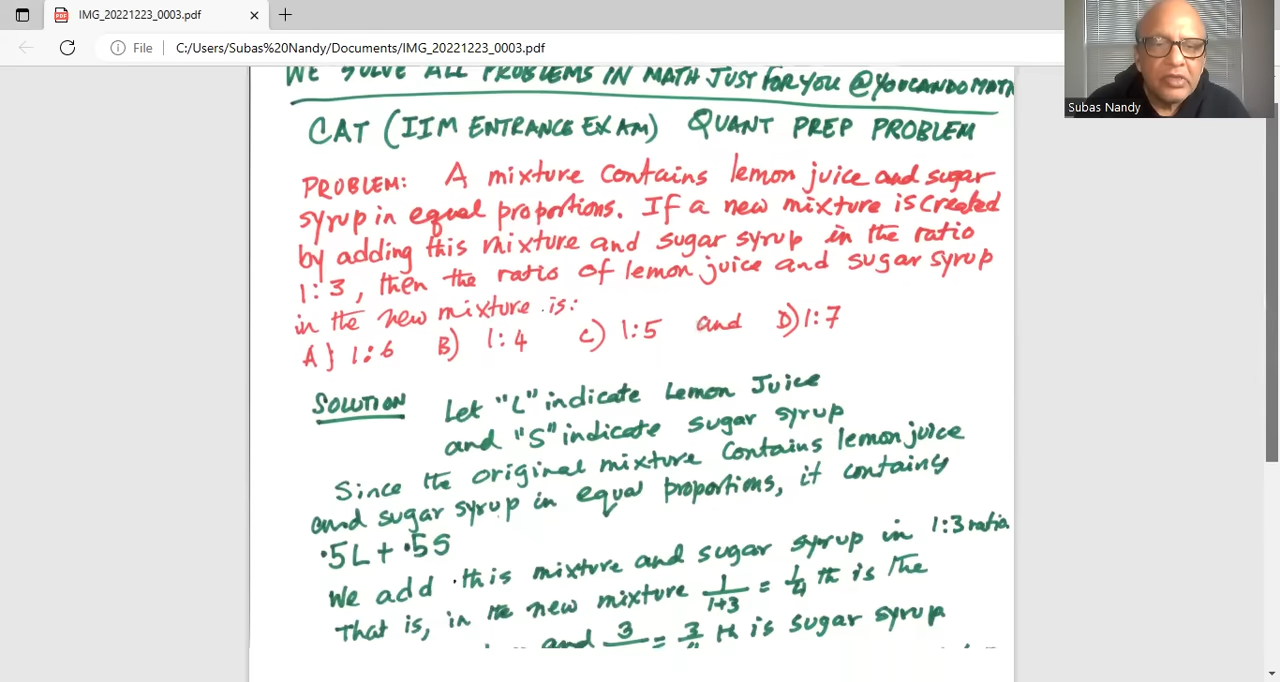 IMG_20221223_0003.pdf
File
C:/Users/Subas%20Nandy/Documents/IMG_20221223_0003.pdf
Subas Nandy
WE SOLVE ALL PROBLEMS IN MATH JUST FOR YOU @YOUCANDOMATH
CAT (IIM ENTRANCE EXAM) QUANT PREP PROBLEM
PROBLEM: A mixture contains lemon juice and sugar
syrup in equal proportions. If a new mixture is created
by adding this mixture and sugar syrup in the ratio
1:3, then the ratio of lemon juice and sugar syrup
in the new mixture is:
A) 1:6 B) 1:4 C) 1:5 and D) 1:7
SOLUTION Let "L" indicate Lemon Juice
and "S" indicate sugar syrup
Since the original mixture contains lemon juice
and sugar syrup in equal proportions, it contains
.5L + .5S
We add this mixture and sugar syrup in 1:3 ratio
That is, in the new mixture 1/1+3 = 1/4 th is the
and 3 = 3 th is sugar syrup